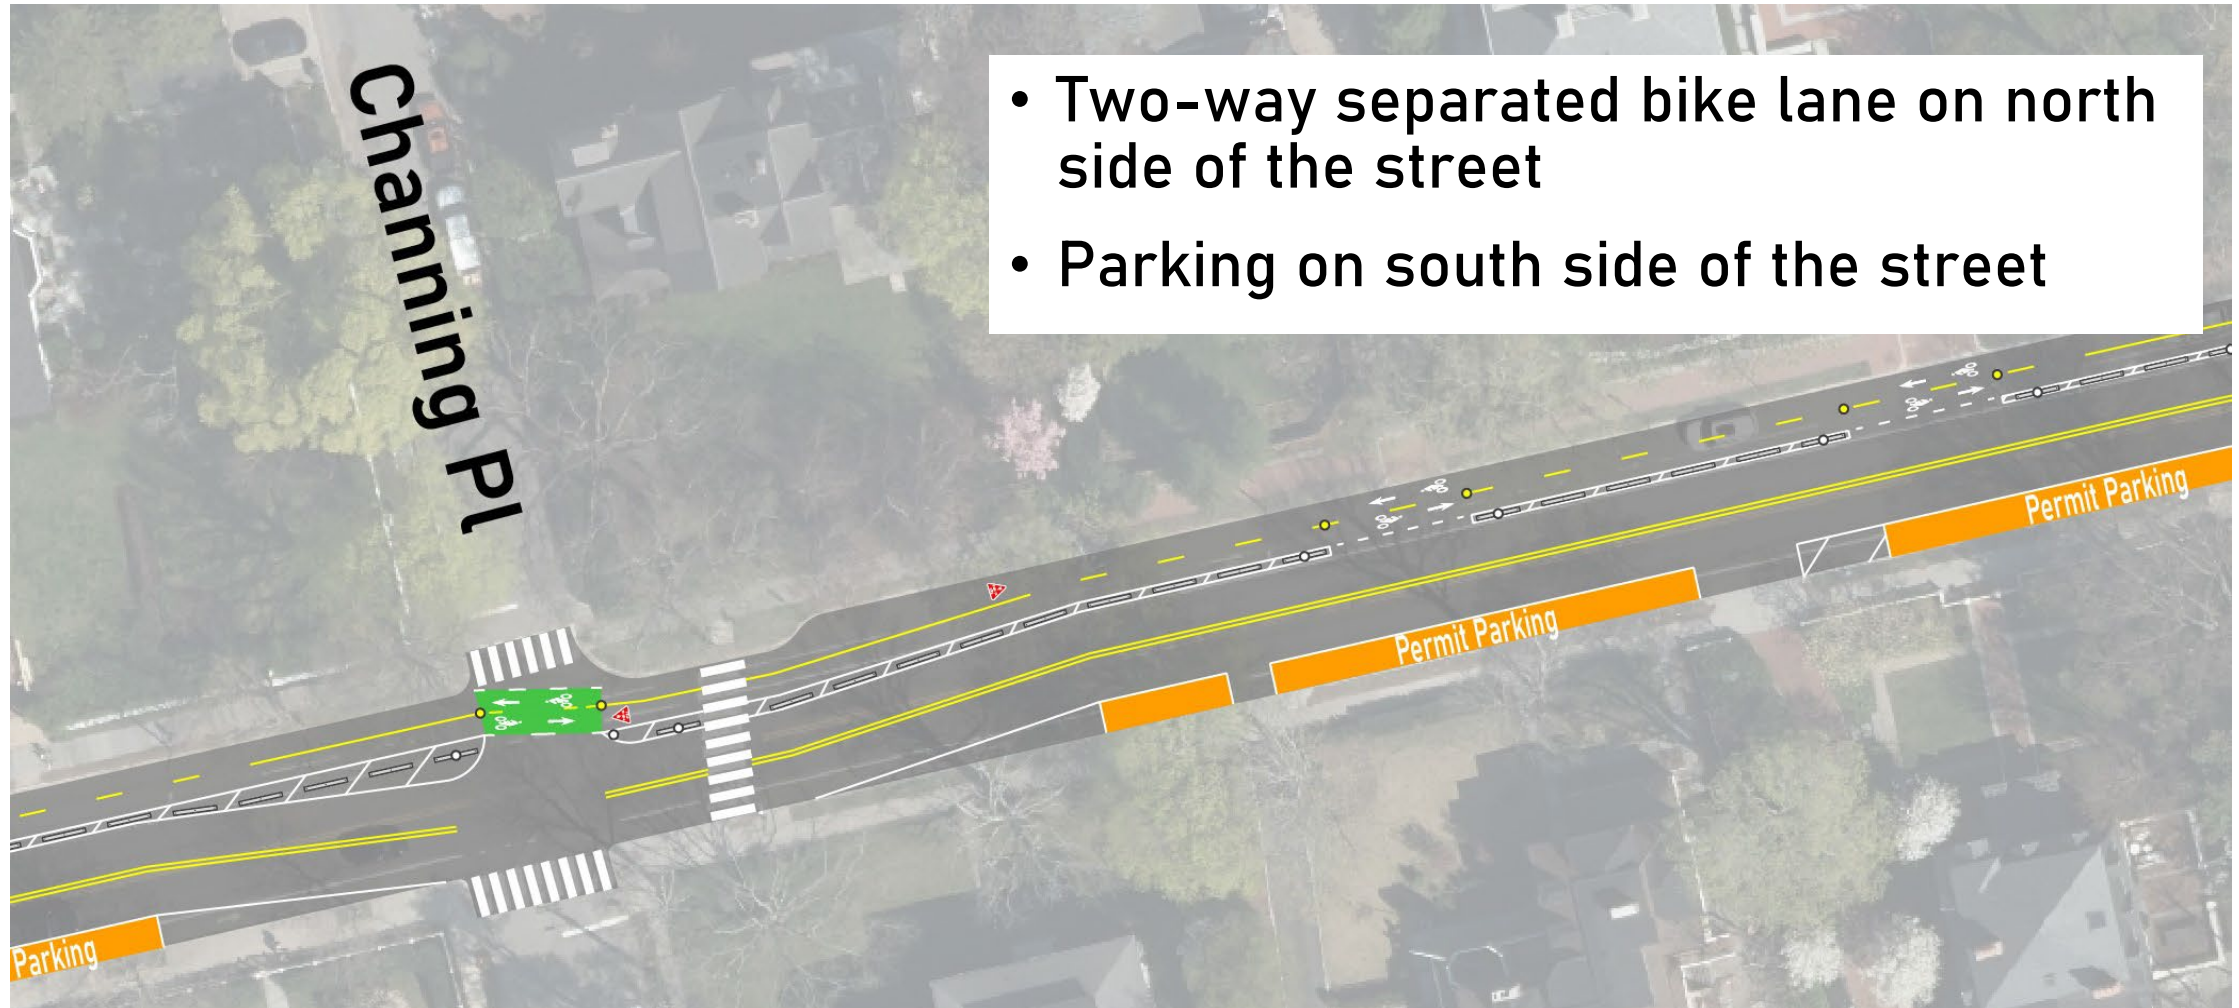 Channing Pl
• Two-way separated bike lane on north
side of the street
• Parking on south side of the street
Permit Parking
Permit Parking
Parking